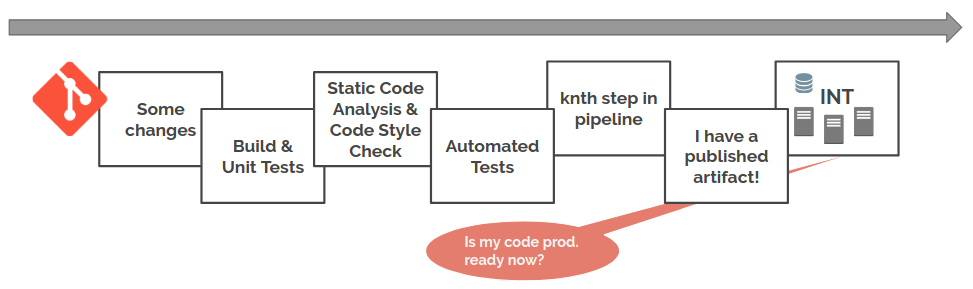 Some
changes
Build &
Unit Tests
Static Code
Analysis &
Code Style
Check
Automated
Tests
knth step in
pipeline
I have a
published
artifact!
INT
Is my code prod.
ready now?